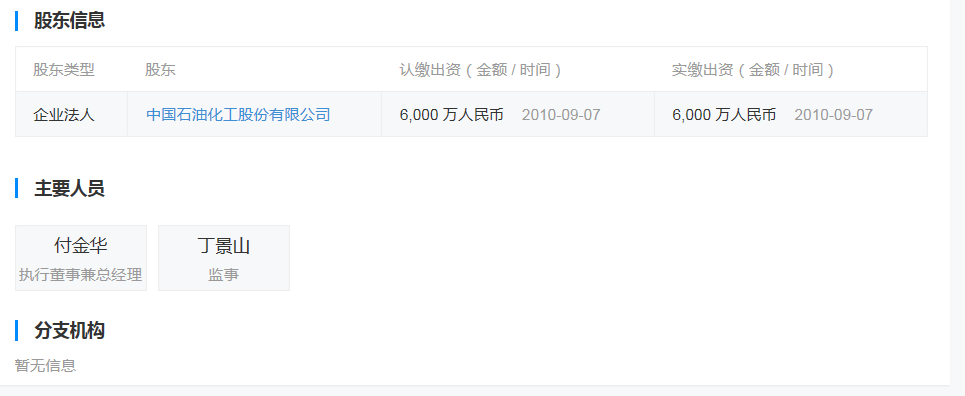 股东信息
股东类型 股东 认缴出资（金额 / 时间） 实缴出资（金额 / 时间）
企业法人 中国石油化工股份有限公司 6,000 万人民币 2010-09-07 6,000 万人民币 2010-09-07
主要人员
付金华 丁景山
执行董事兼总经理 监事
分支机构
暂无信息